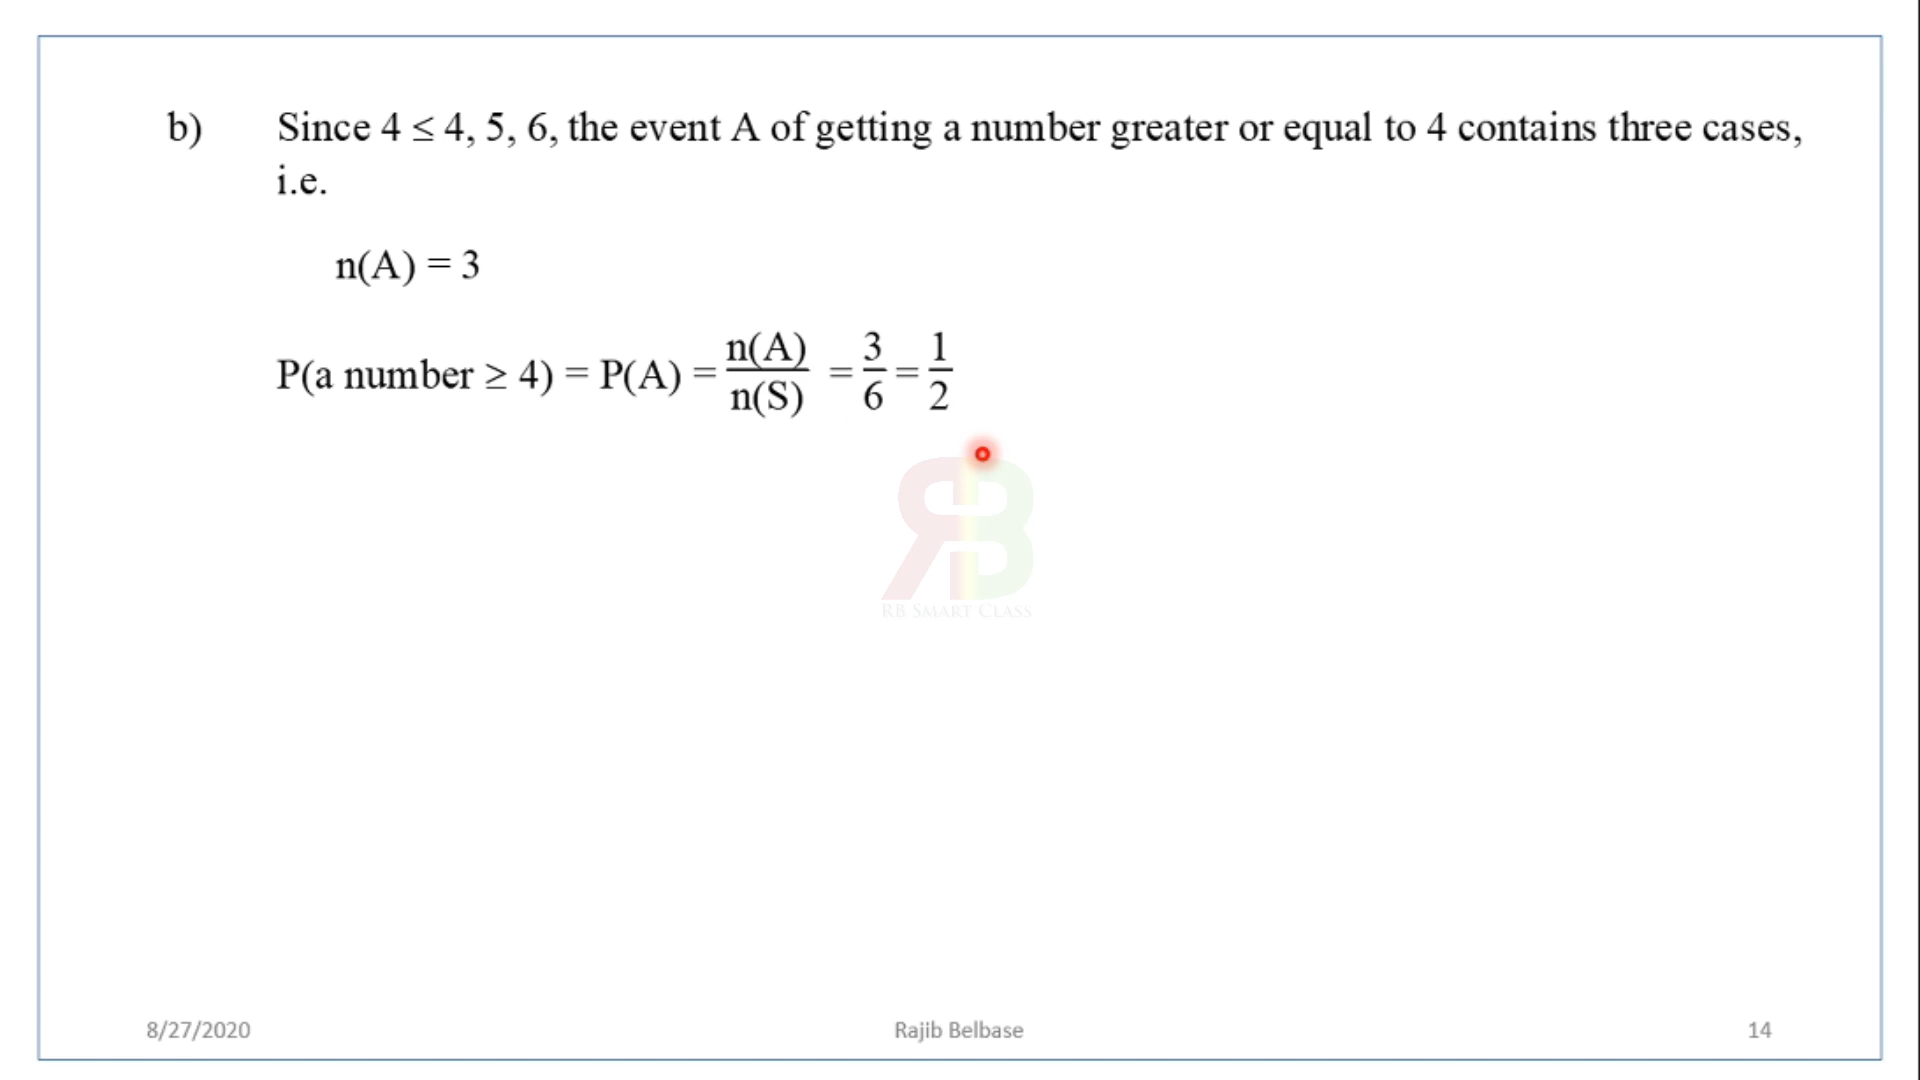 b) Since 4 ≤ 4, 5, 6, the event A of getting a number greater or equal to 4 contains three cases,
i.e.
n(A) = 3
P(a number ≥ 4) = P(A) = n(A)/n(S) = 3/6 = 1/2
RB
RB SMART CLASS
8/27/2020 Rajib Belbase 14